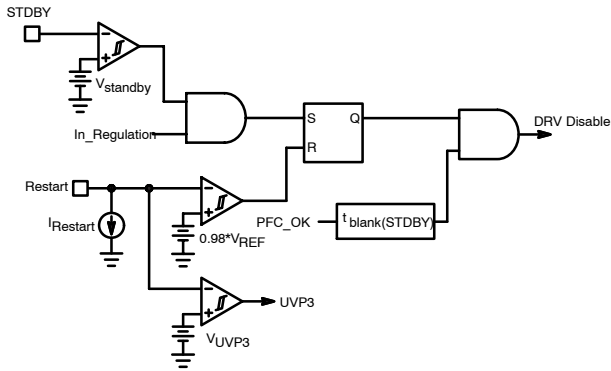 STDBY
−
+
Vstandby
In_Regulation
S Q
R
DRV Disable
Restart
IRestart
−
+
0.98*VREF
PFC_OK
tblank(STDBY)
−
+
UVP3
VUVP3